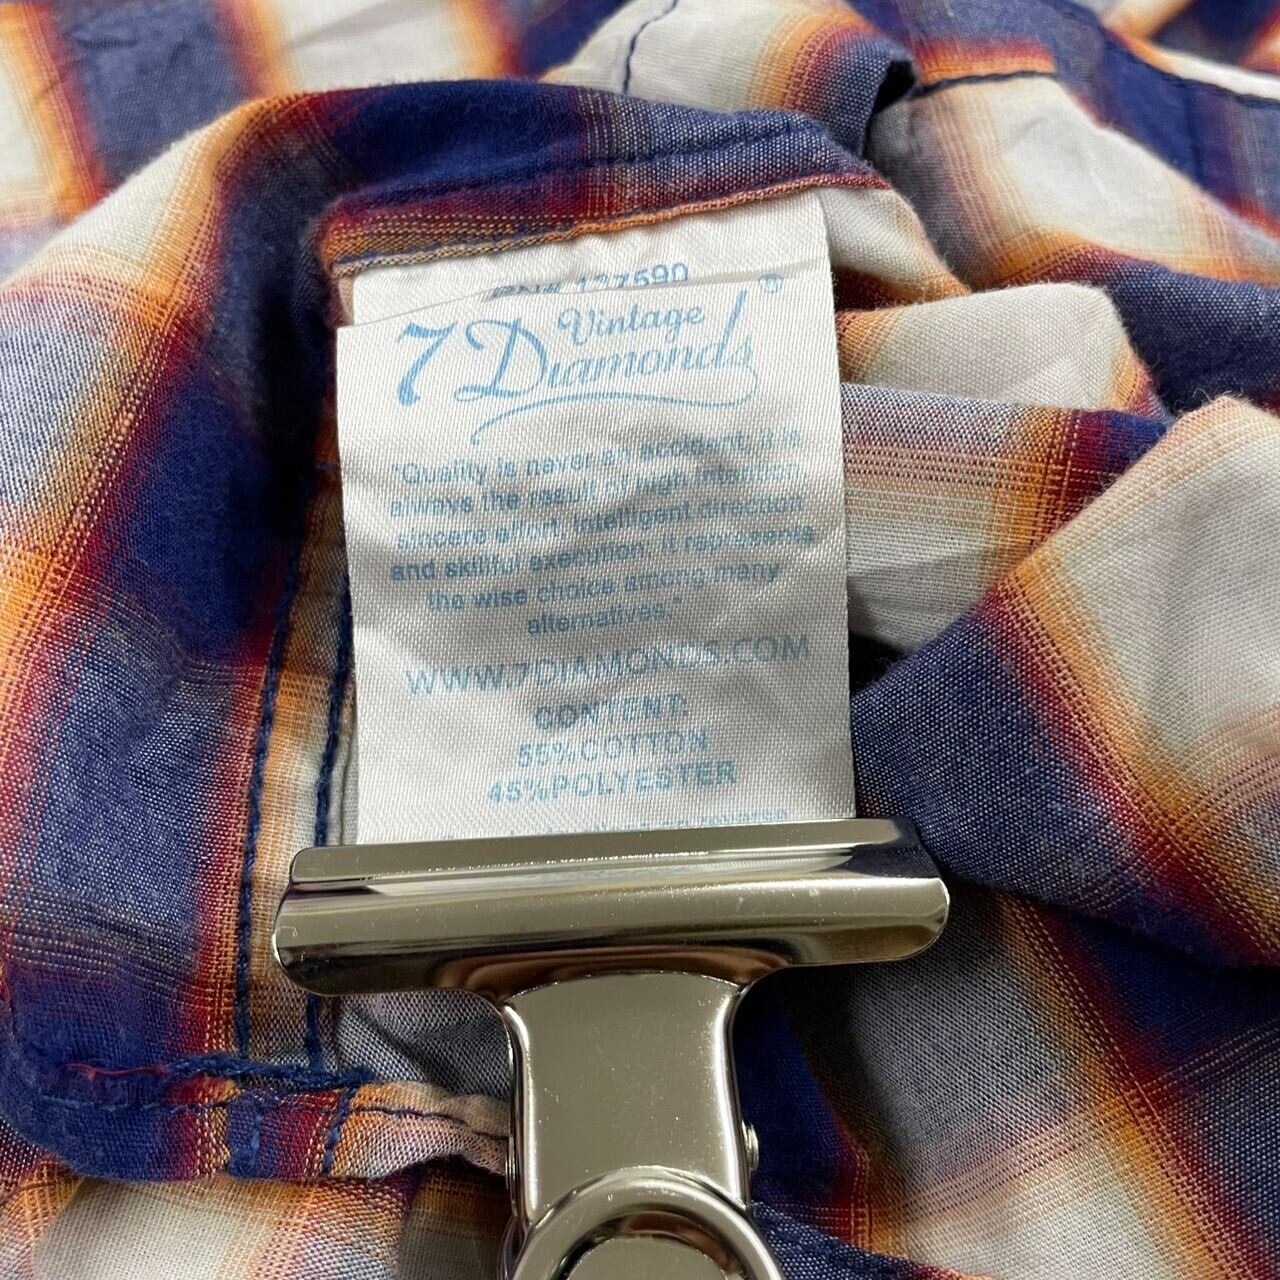 137590
Vintage
7 Diamonds®
"Quality is never an accident; it is
always the result of high intention,
sincere effort, intelligent direction
and skillful execution; it represents
the wise choice among many
alternatives."
WWW.7DIAMONDS.COM
CONTENT:
55%COTTON
45%POLYESTER